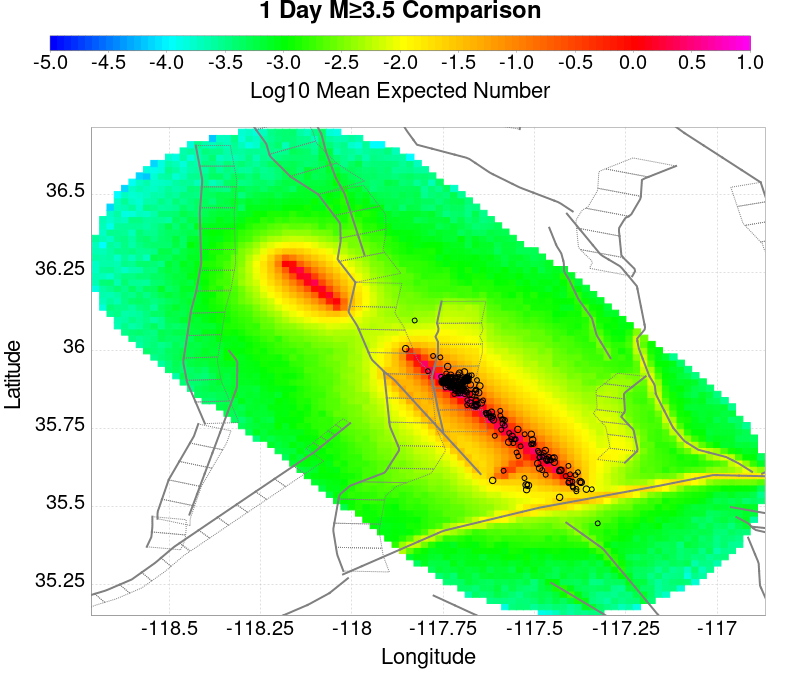 1 Day M≥3.5 Comparison
-5.0 -4.5 -4.0 -3.5 -3.0 -2.5 -2.0 -1.5 -1.0 -0.5 0.0 0.5 1.0
Log10 Mean Expected Number
36.5
36.25
36
35.75
35.5
35.25
Latitude
-118.5 -118.25 -118 -117.75 -117.5 -117.25 -117
Longitude